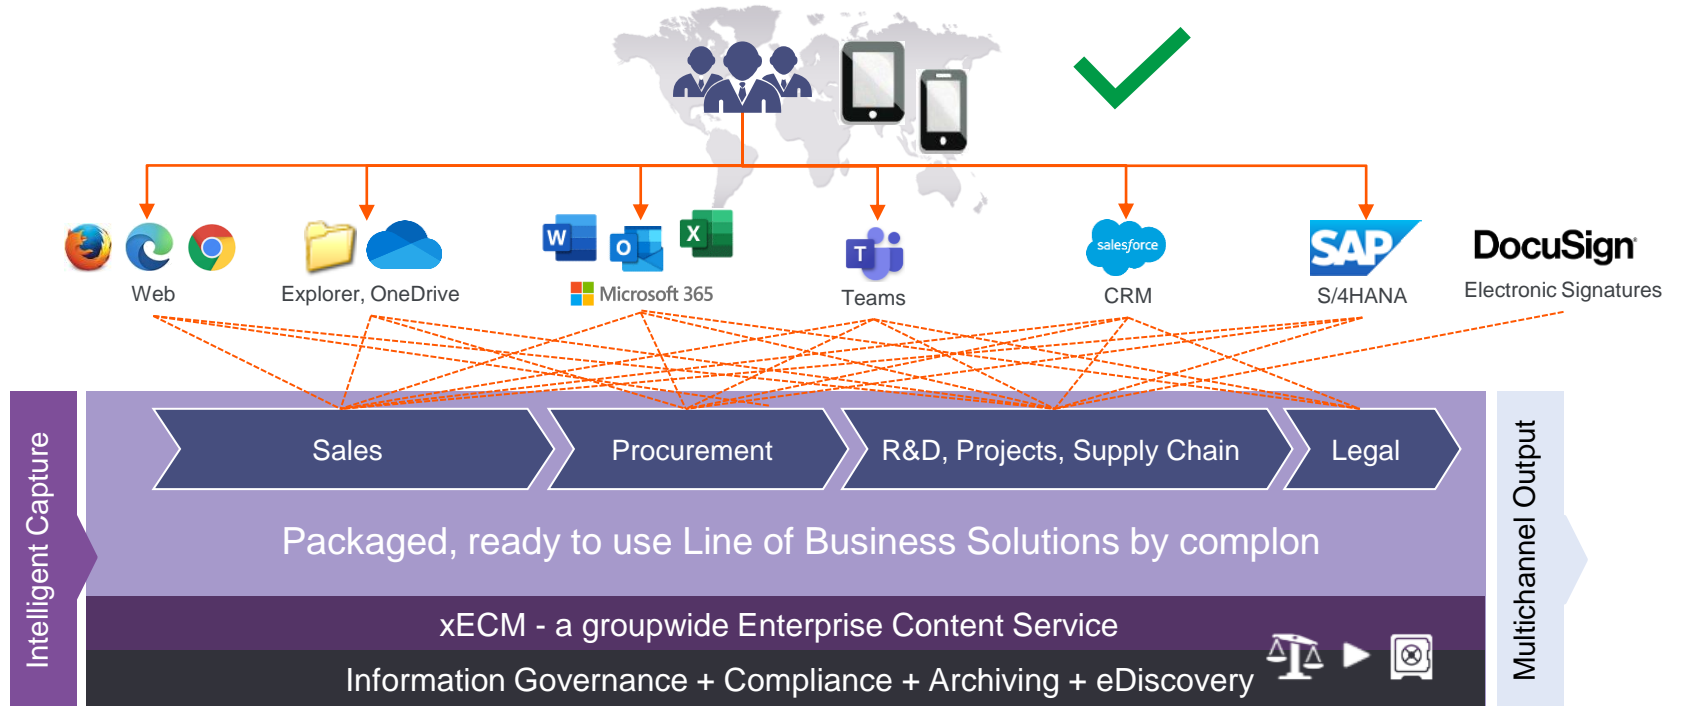 W
O
X
T
salesforce
SAP
DocuSign
Web
Explorer, OneDrive
Microsoft 365
Teams
CRM
S/4HANA
Electronic Signatures
Intelligent Capture
Sales
Procurement
R&D, Projects, Supply Chain
Legal
Packaged, ready to use Line of Business Solutions by complon
xECM - a groupwide Enterprise Content Service
Information Governance + Compliance + Archiving + eDiscovery
Multichannel Output